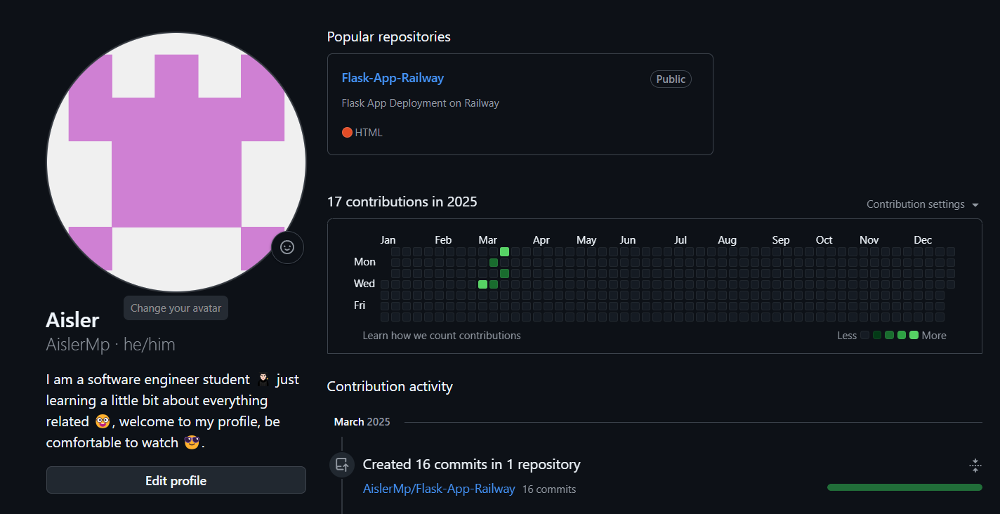 Popular repositories
Flask-App-Railway
Public
Flask App Deployment on Railway
HTML
17 contributions in 2025
Contribution settings
Jan Feb Mar Apr May Jun Jul Aug Sep Oct Nov Dec
Mon
Wed
Fri
Learn how we count contributions
Less More
Change your avatar
Aisler
AislerMp · he/him
I am a software engineer student 🧛🏻 just
learning a little bit about everything
related 🤓, welcome to my profile, be
comfortable to watch 😎.
Edit profile
Contribution activity
March 2025
Created 16 commits in 1 repository
AislerMp/Flask-App-Railway 16 commits